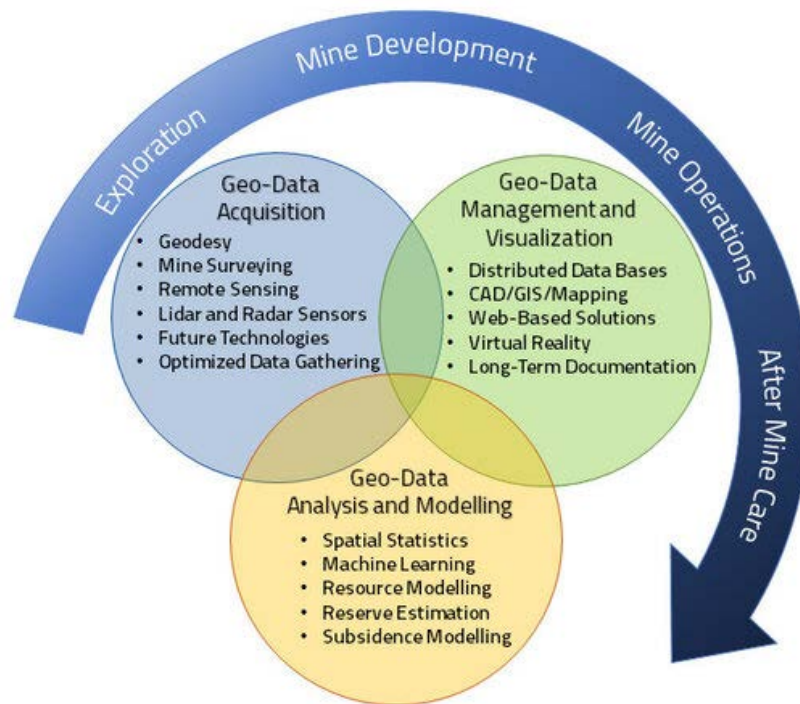 Exploration
Mine Development
Mine Operations
After Mine Care
Geo-Data
Acquisition
• Geodesy
• Mine Surveying
• Remote Sensing
• Lidar and Radar Sensors
• Future Technologies
• Optimized Data Gathering
Geo-Data
Management and
Visualization
• Distributed Data Bases
• CAD/GIS/Mapping
• Web-Based Solutions
• Virtual Reality
• Long-Term Documentation
Geo-Data
Analysis and Modelling
• Spatial Statistics
• Machine Learning
• Resource Modelling
• Reserve Estimation
• Subsidence Modelling